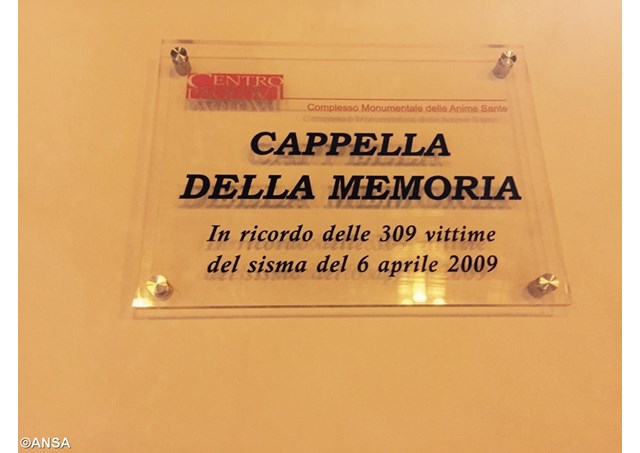 CENTRO
Complesso Monumentale delle Anime Sante
CAPPELLA
DELLA MEMORIA
In ricordo delle 309 vittime
del sisma del 6 aprile 2009
©ANSA